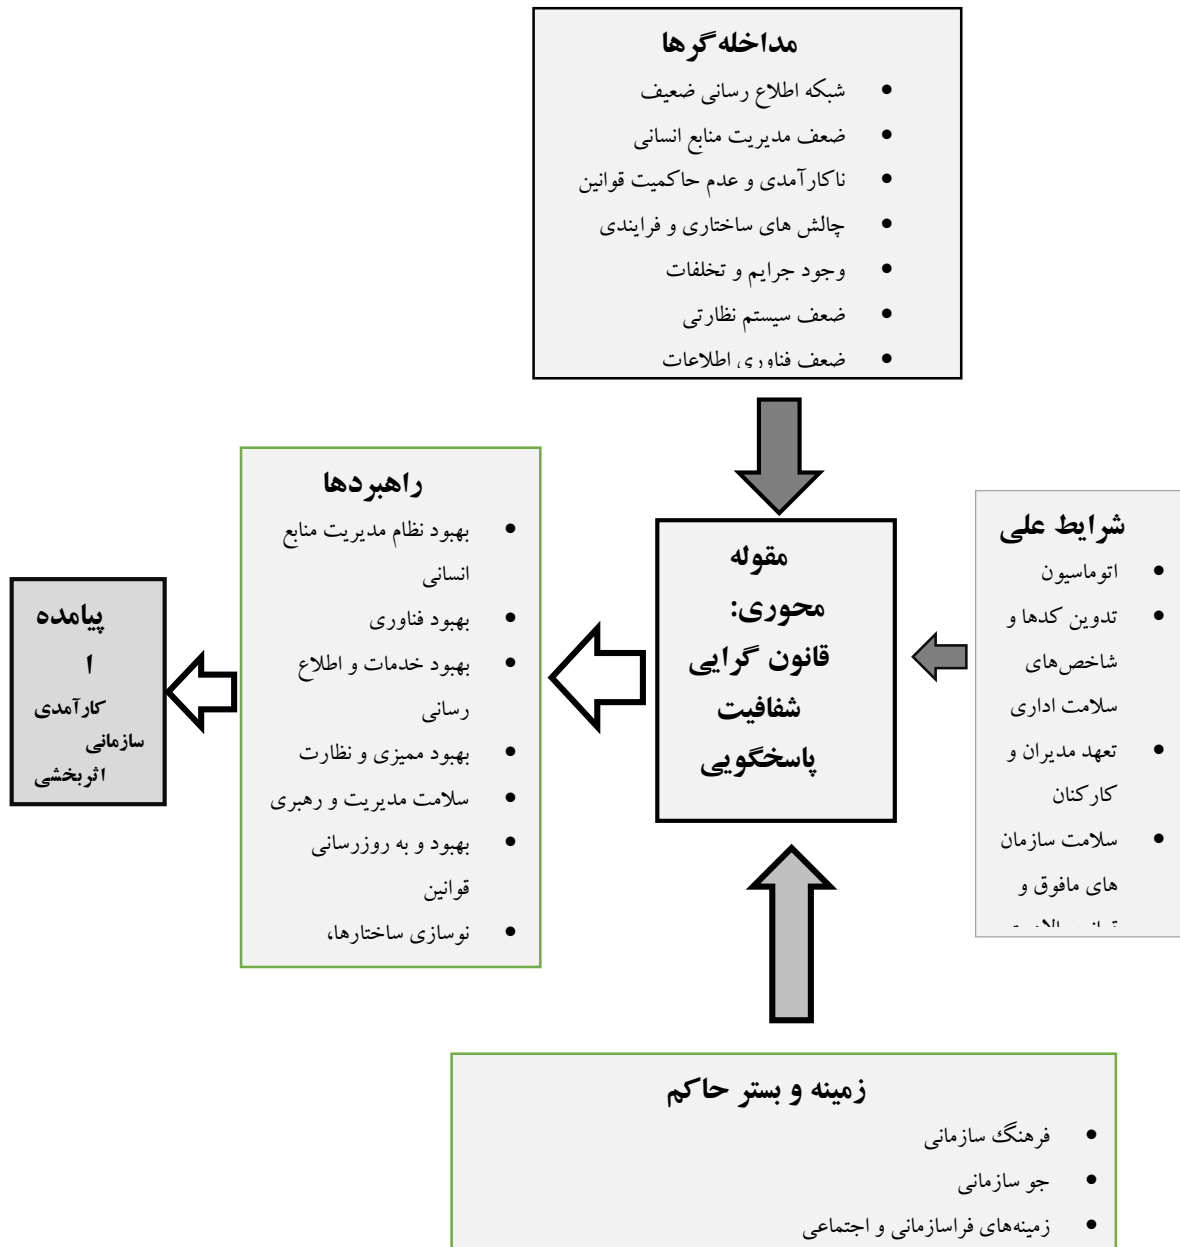 مداخله‌گرها
• شبکه اطلاع رسانی ضعیف
• ضعف مدیریت منابع انسانی
• ناکارآمدی و عدم حاکمیت قوانین
• چالش های ساختاری و فرایندی
• وجود جرایم و تخلفات
• ضعف سیستم نظارتی
• ضعف فناوری اطلاعات
شرایط علی
• اتوماسیون
• تدوین کدها و
شاخص‌های
سلامت اداری
• تعهد مدیران و
کارکنان
• سلامت سازمان
های مافوق و
مقوله
محوری:
قانون گرایی
شفافیت
پاسخگویی
راهبردها
• بهبود نظام مدیریت منابع
انسانی
• بهبود فناوری
• بهبود خدمات و اطلاع
رسانی
• بهبود ممیزی و نظارت
• سلامت مدیریت و رهبری
• بهبود و به روزرسانی
قوانین
• نوسازی ساختارها،
پیامده
ا
کارآمدی
سازمانی
اثربخشی
زمینه و بستر حاکم
• فرهنگ سازمانی
• جو سازمانی
• زمینه‌های فراسازمانی و اجتماعی